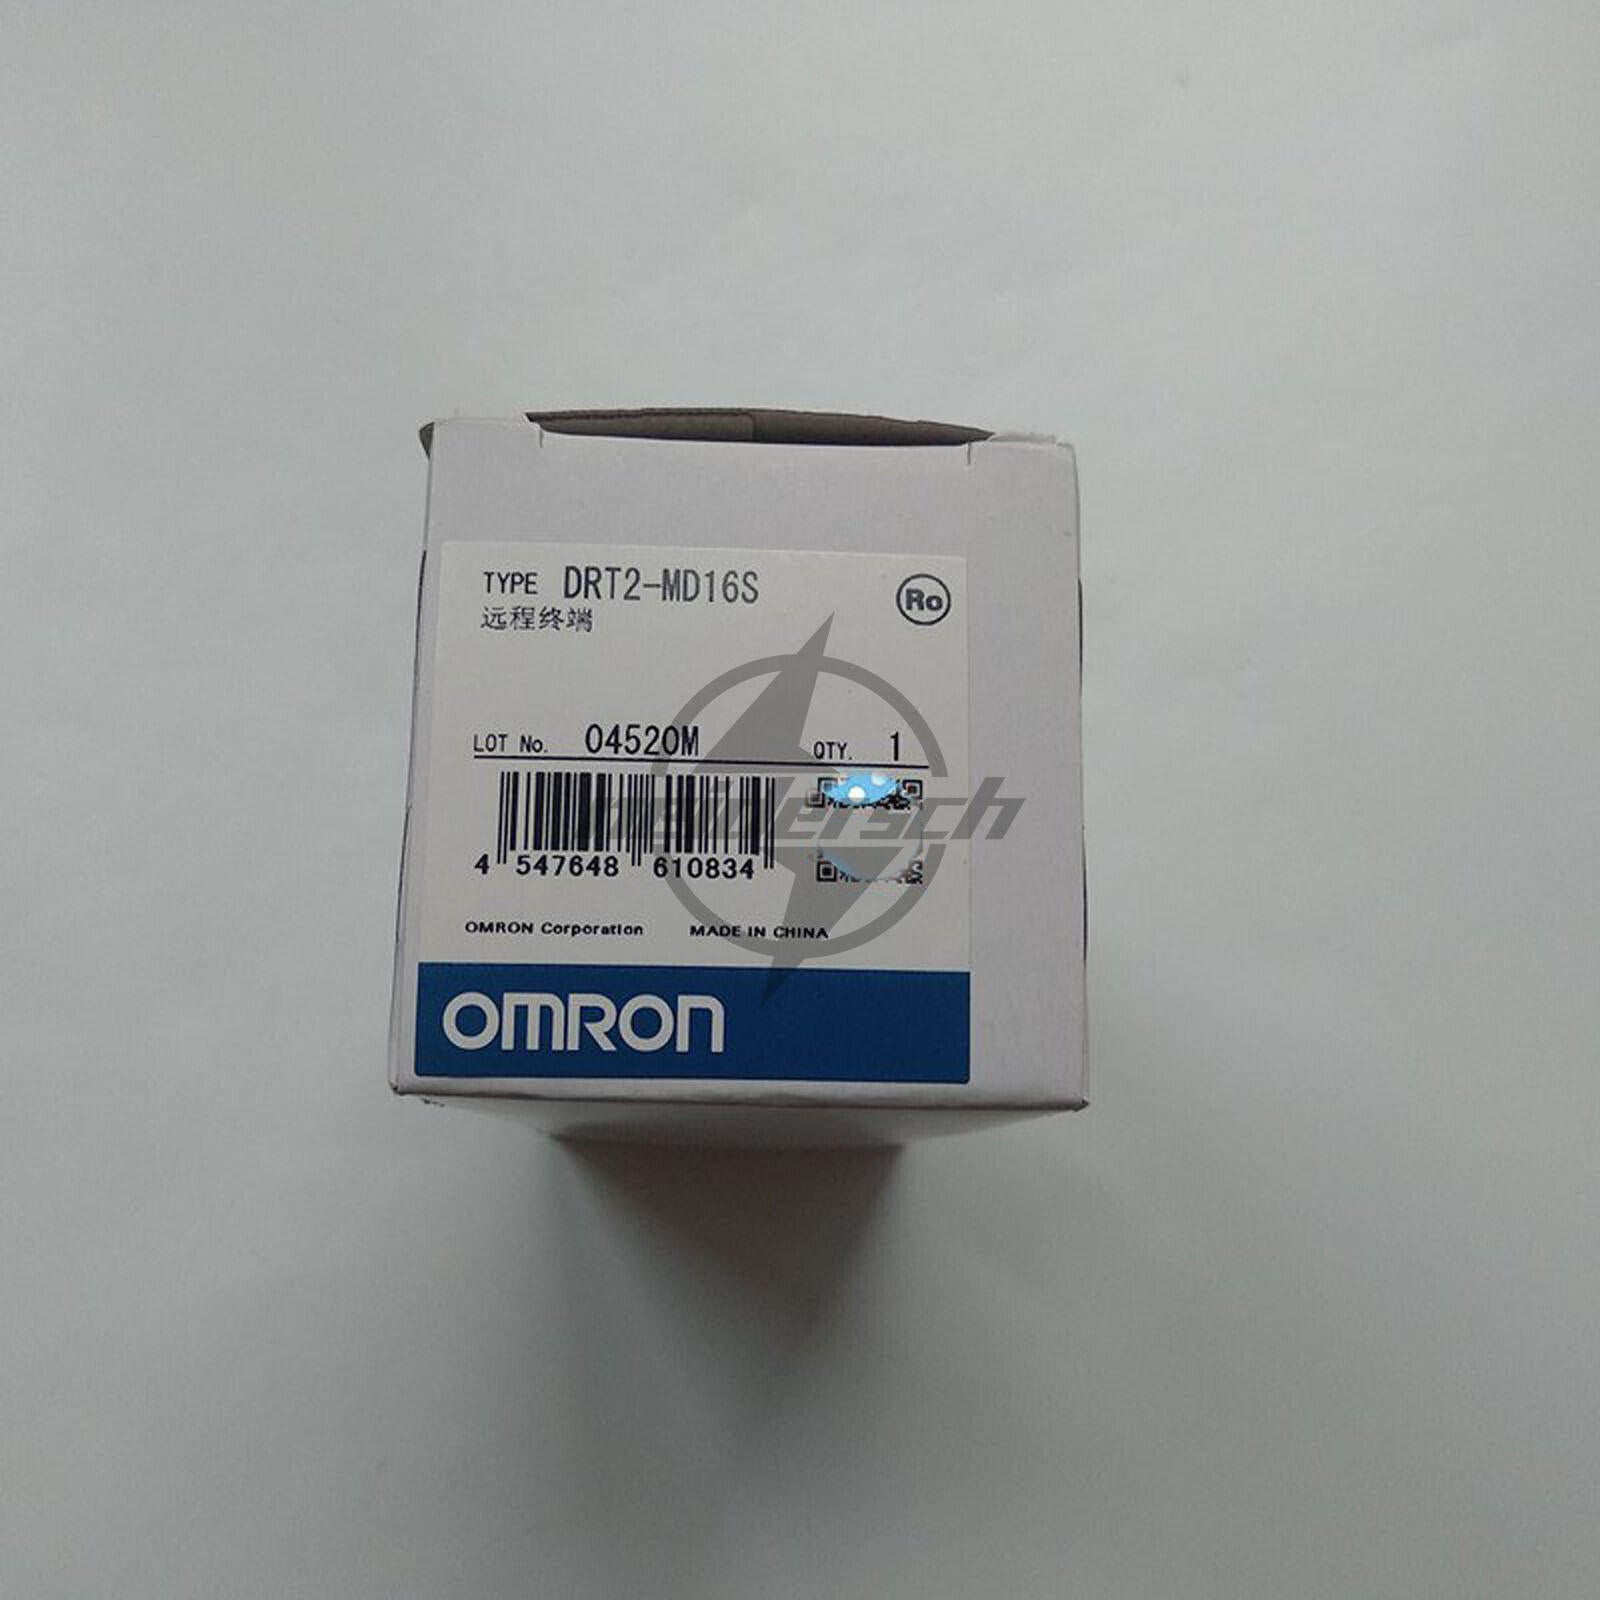 TYPE DRT2-MD16S
远程终端
Ro
LOT No. 04520M QTY. 1
4 547648 610834
OMRON Corporation MADE IN CHINA
OMRON